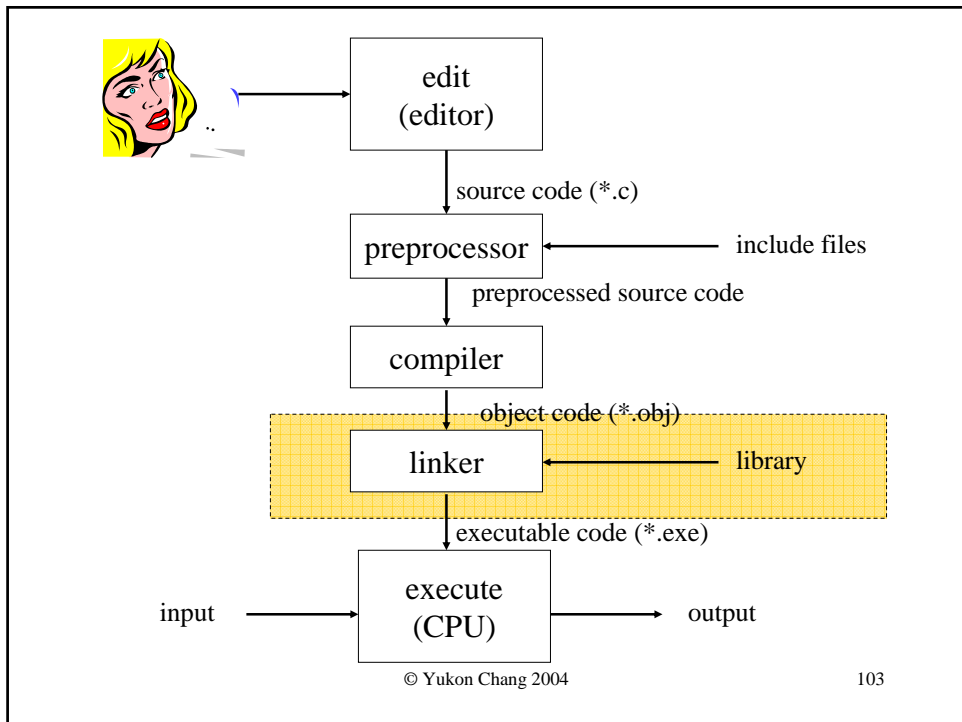 edit
(editor)
source code (*.c)
preprocessor
include files
preprocessed source code
compiler
object code (*.obj)
linker
library
executable code (*.exe)
input
execute
(CPU)
output
© Yukon Chang 2004
103